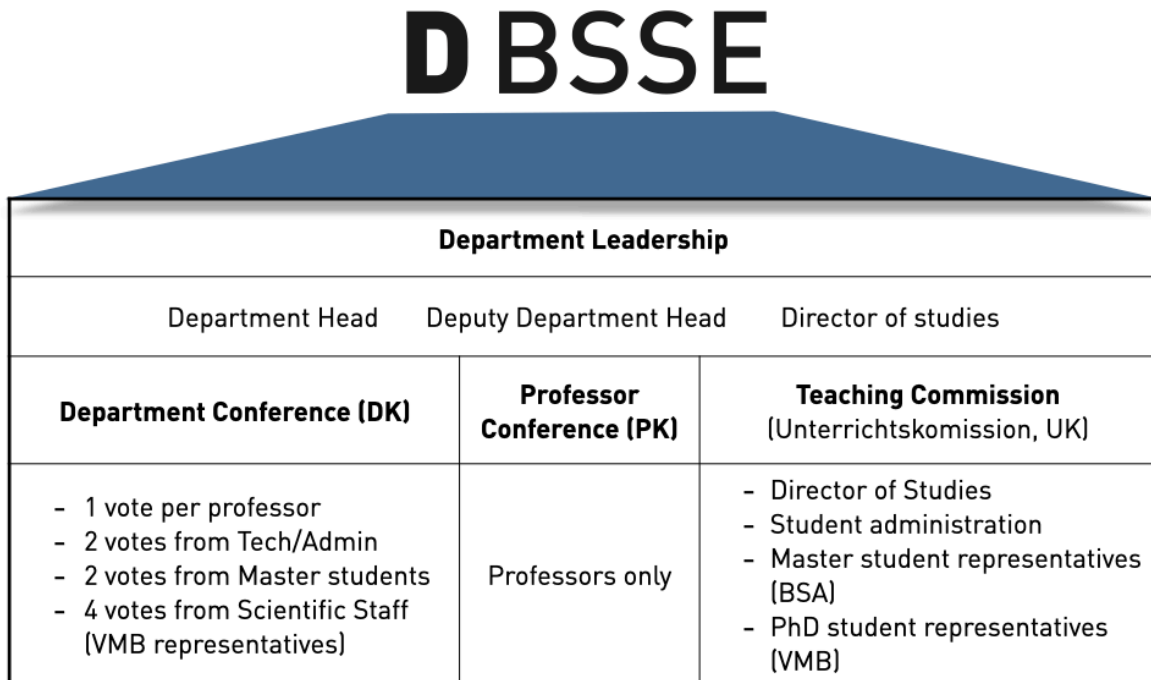 D BSSE
Department Leadership
Department Head Deputy Department Head Director of studies
Department Conference (DK)
Professor
Conference (PK)
Teaching Commission
(Unterrichtskomission, UK)
- 1 vote per professor
- 2 votes from Tech/Admin
- 2 votes from Master students
- 4 votes from Scientific Staff
(VMB representatives)
Professors only
- Director of Studies
- Student administration
- Master student representatives
(BSA)
- PhD student representatives
(VMB)